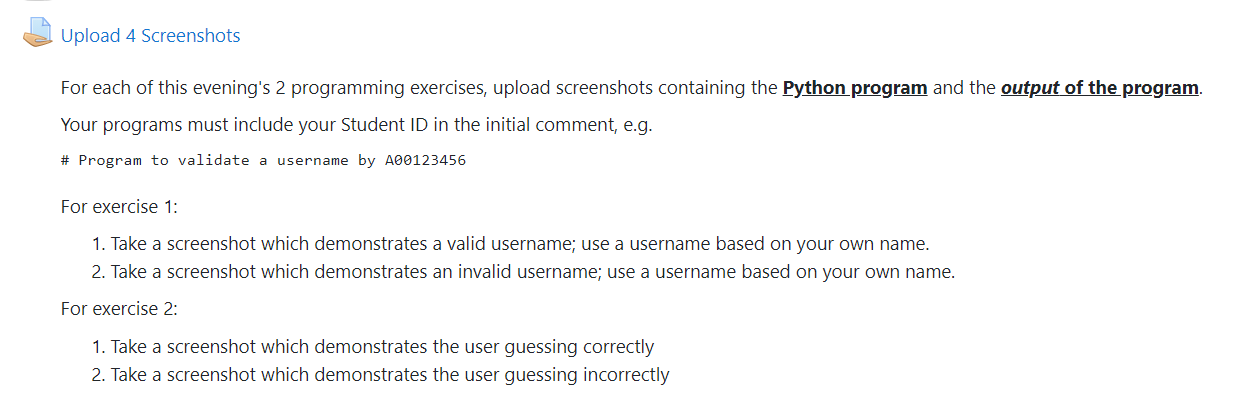 Upload 4 Screenshots
For each of this evening's 2 programming exercises, upload screenshots containing the Python program and the output of the program.
Your programs must include your Student ID in the initial comment, e.g.
# Program to validate a username by A00123456
For exercise 1:
1. Take a screenshot which demonstrates a valid username; use a username based on your own name.
2. Take a screenshot which demonstrates an invalid username; use a username based on your own name.
For exercise 2:
1. Take a screenshot which demonstrates the user guessing correctly
2. Take a screenshot which demonstrates the user guessing incorrectly